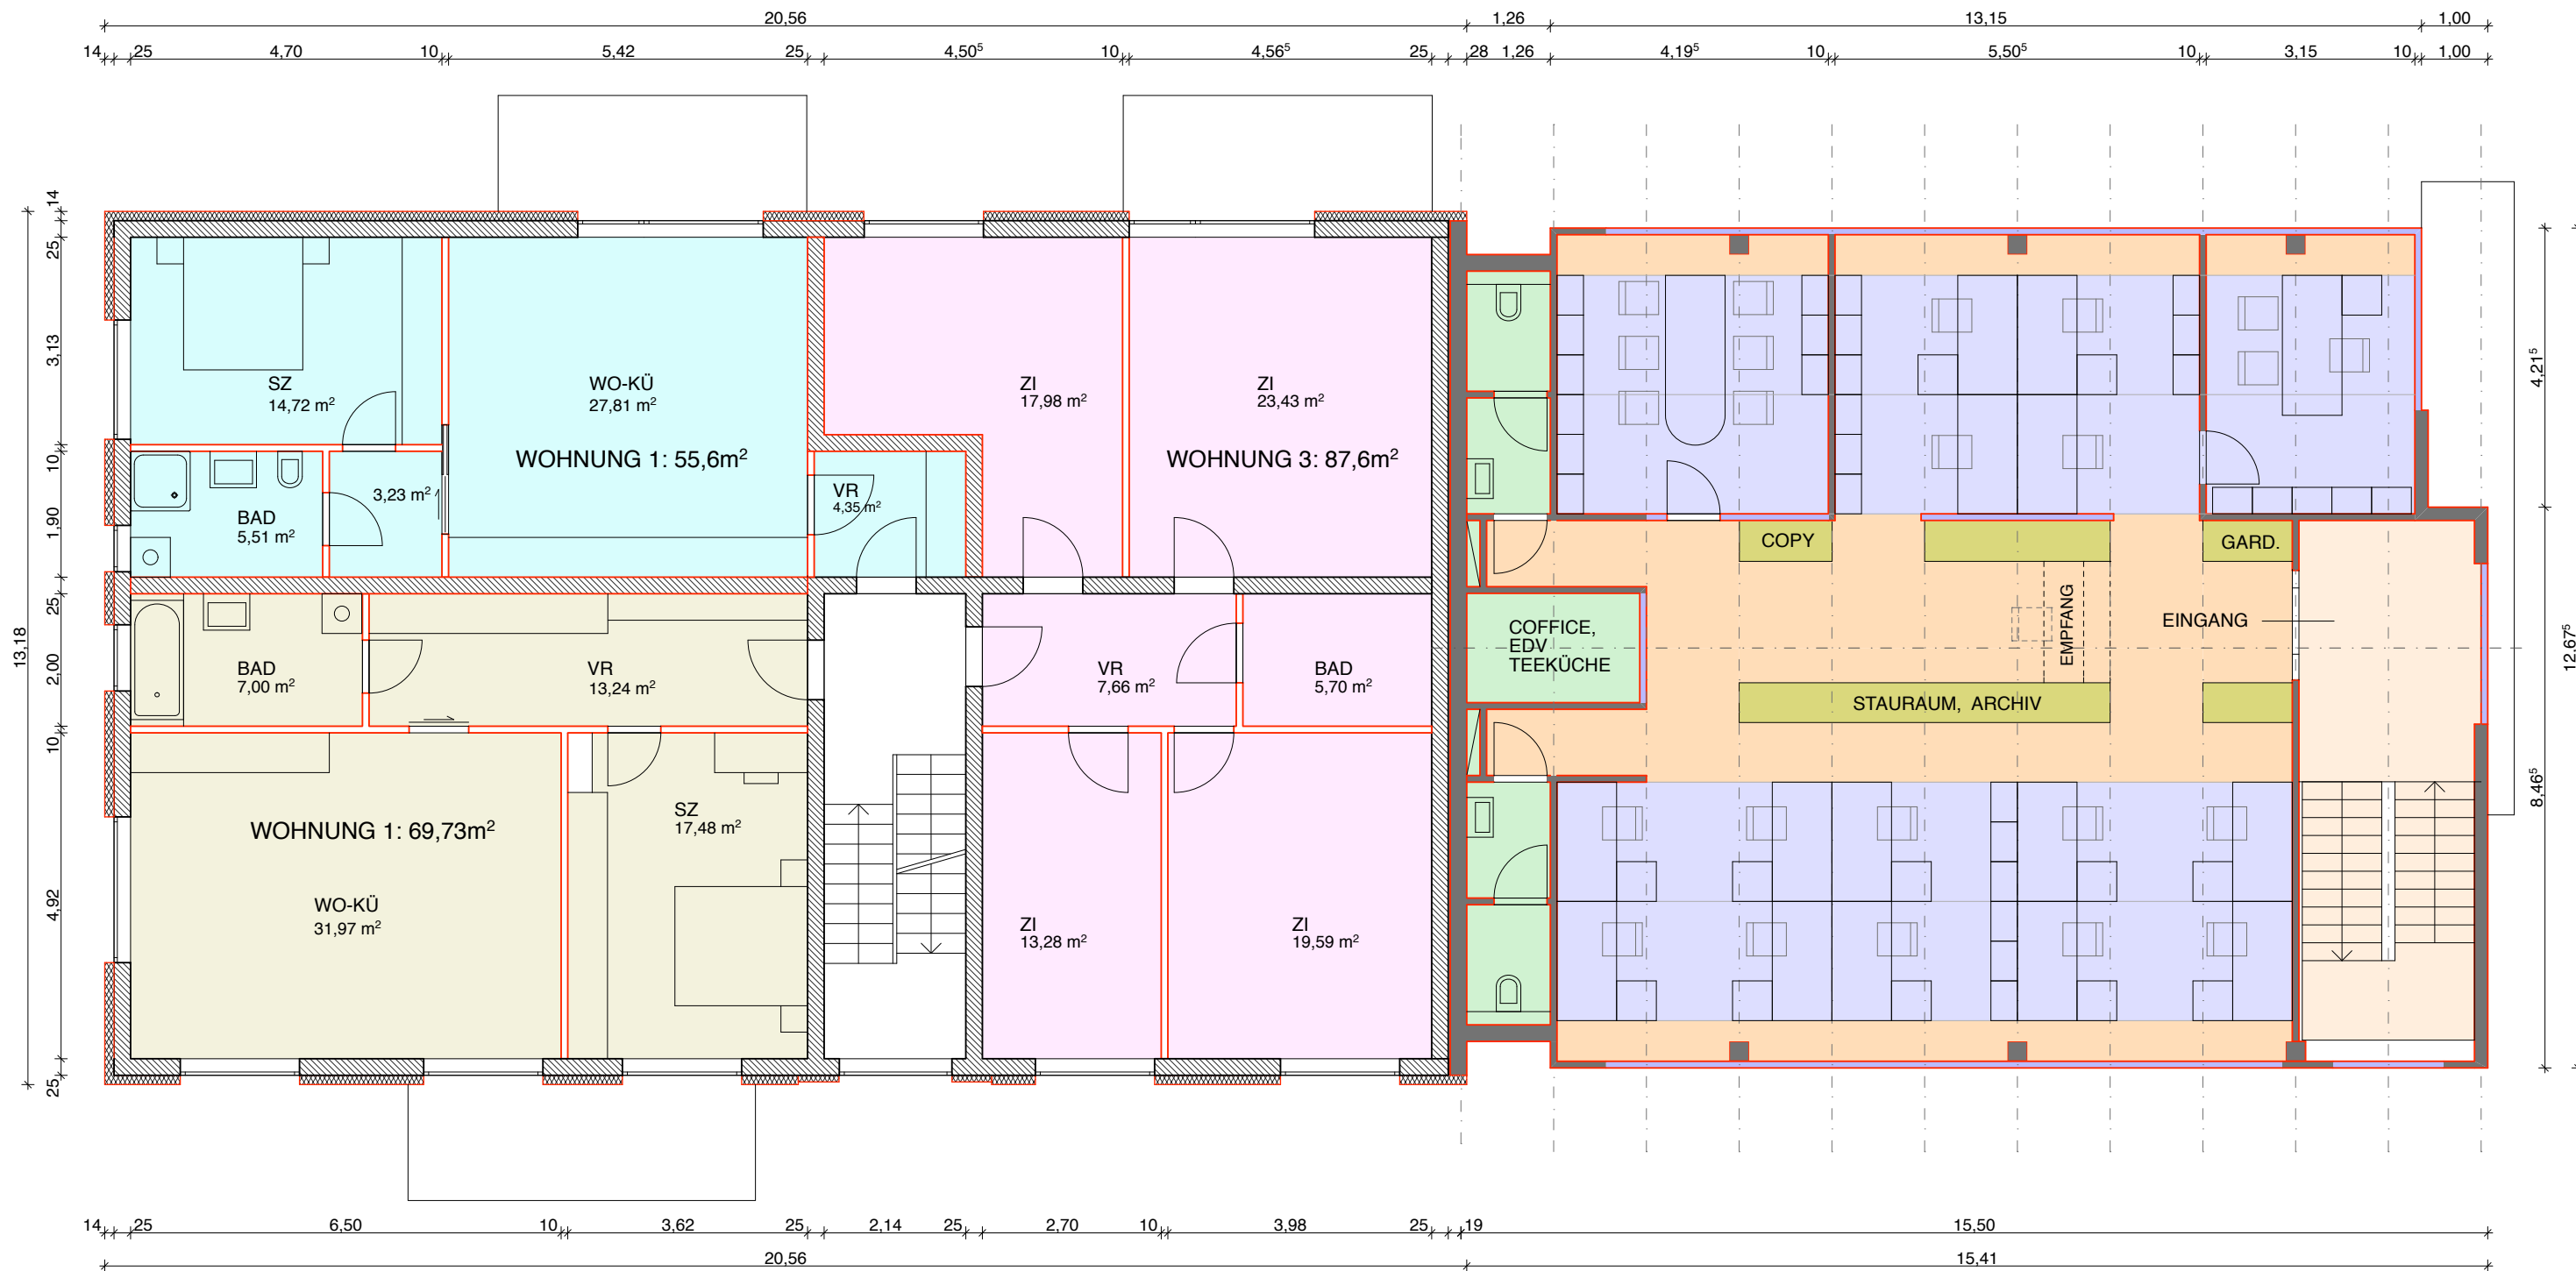 20,56 1,26 13,15 1,00
14 25 4,70 10 5,42 25 4,50⁵ 10 4,56⁵ 25 28 1,26 4,19⁵ 10 5,50⁵ 10 3,15 10 1,00
14
25
3,13
10
1,90
25
2,00
10
4,92
25
13,18
SZ
14,72 m²
WO-KÜ
27,81 m²
WOHNUNG 1: 55,6m²
BAD
5,51 m²
3,23 m²
VR
4,35 m²
ZI
17,98 m²
ZI
23,43 m²
WOHNUNG 3: 87,6m²
BAD
7,00 m²
VR
13,24 m²
VR
7,66 m²
BAD
5,70 m²
WOHNUNG 1: 69,73m²
WO-KÜ
31,97 m²
SZ
17,48 m²
ZI
13,28 m²
ZI
19,59 m²
COPY
GARD.
COFFICE,
EDV
TEEKÜCHE
EMPFANG
EINGANG
STAURAUM, ARCHIV
4,21⁵
12,67⁵
8,46⁵
14 25 6,50 10 3,62 25 2,14 25 2,70 10 3,98 25 19 15,50
20,56 15,41